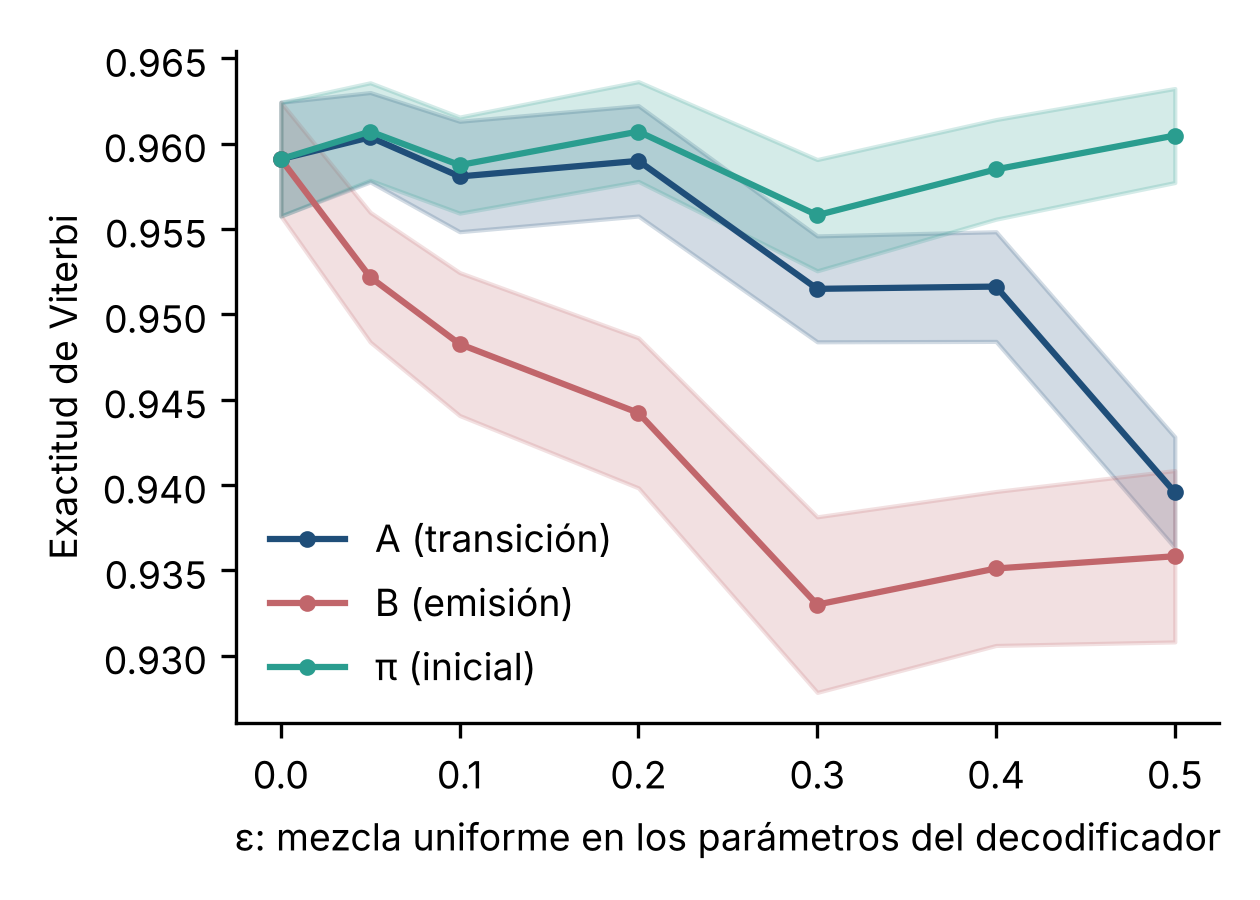 0.965
0.960
0.955
0.950
0.945
0.940
0.935
0.930
Exactitud de Viterbi
A (transición)
B (emisión)
π (inicial)
0.0 0.1 0.2 0.3 0.4 0.5
ε: mezcla uniforme en los parámetros del decodificador